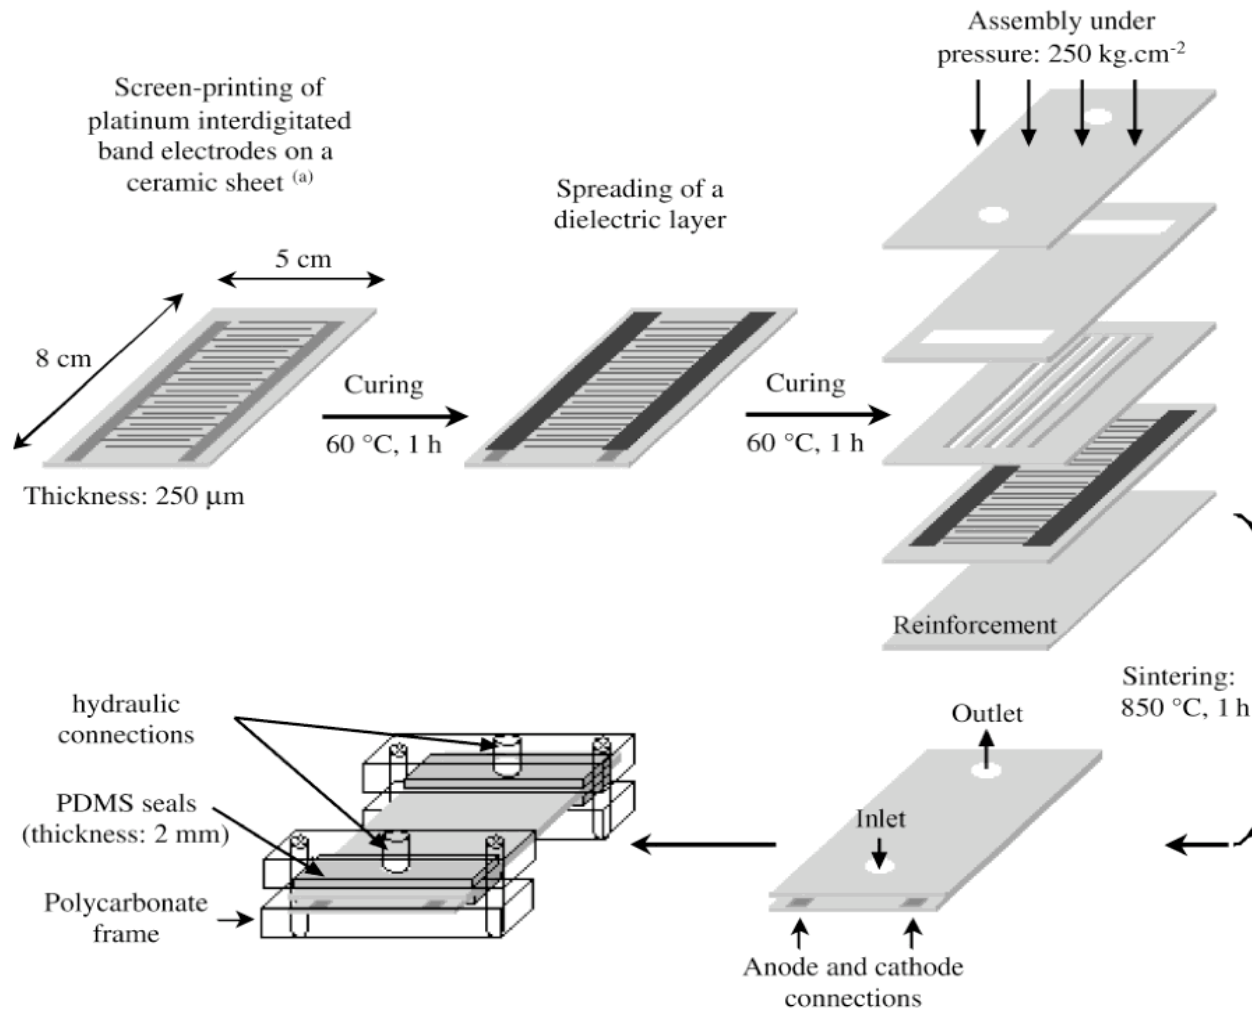 Screen-printing of
platinum interdigitated
band electrodes on a
ceramic sheet (a)
5 cm
8 cm
Thickness: 250 μm
Curing
60 °C, 1 h
Spreading of a
dielectric layer
Curing
60 °C, 1 h
Assembly under
pressure: 250 kg.cm-2
Reinforcement
Sintering:
850 °C, 1 h
Outlet
Inlet
Anode and cathode
connections
hydraulic
connections
PDMS seals
(thickness: 2 mm)
Polycarbonate
frame